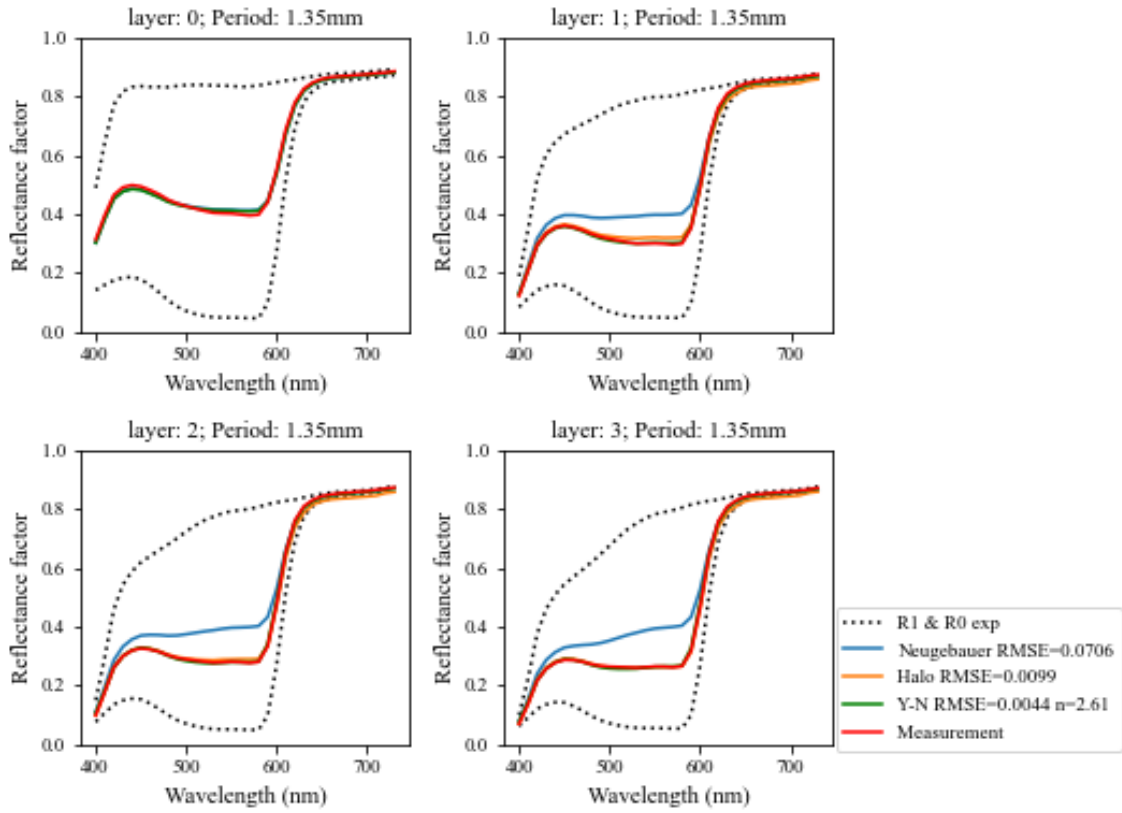 layer: 0; Period: 1.35mm
1.0
0.8
0.6
0.4
0.2
0.0
Reflectance factor
400 500 600 700
Wavelength (nm)
layer: 1; Period: 1.35mm
1.0
0.8
0.6
0.4
0.2
0.0
Reflectance factor
400 500 600 700
Wavelength (nm)
layer: 2; Period: 1.35mm
1.0
0.8
0.6
0.4
0.2
0.0
Reflectance factor
400 500 600 700
Wavelength (nm)
layer: 3; Period: 1.35mm
1.0
0.8
0.6
0.4
0.2
0.0
Reflectance factor
400 500 600 700
Wavelength (nm)
R1 & R0 exp
Neugebauer RMSE=0.0706
Halo RMSE=0.0099
Y-N RMSE=0.0044 n=2.61
Measurement